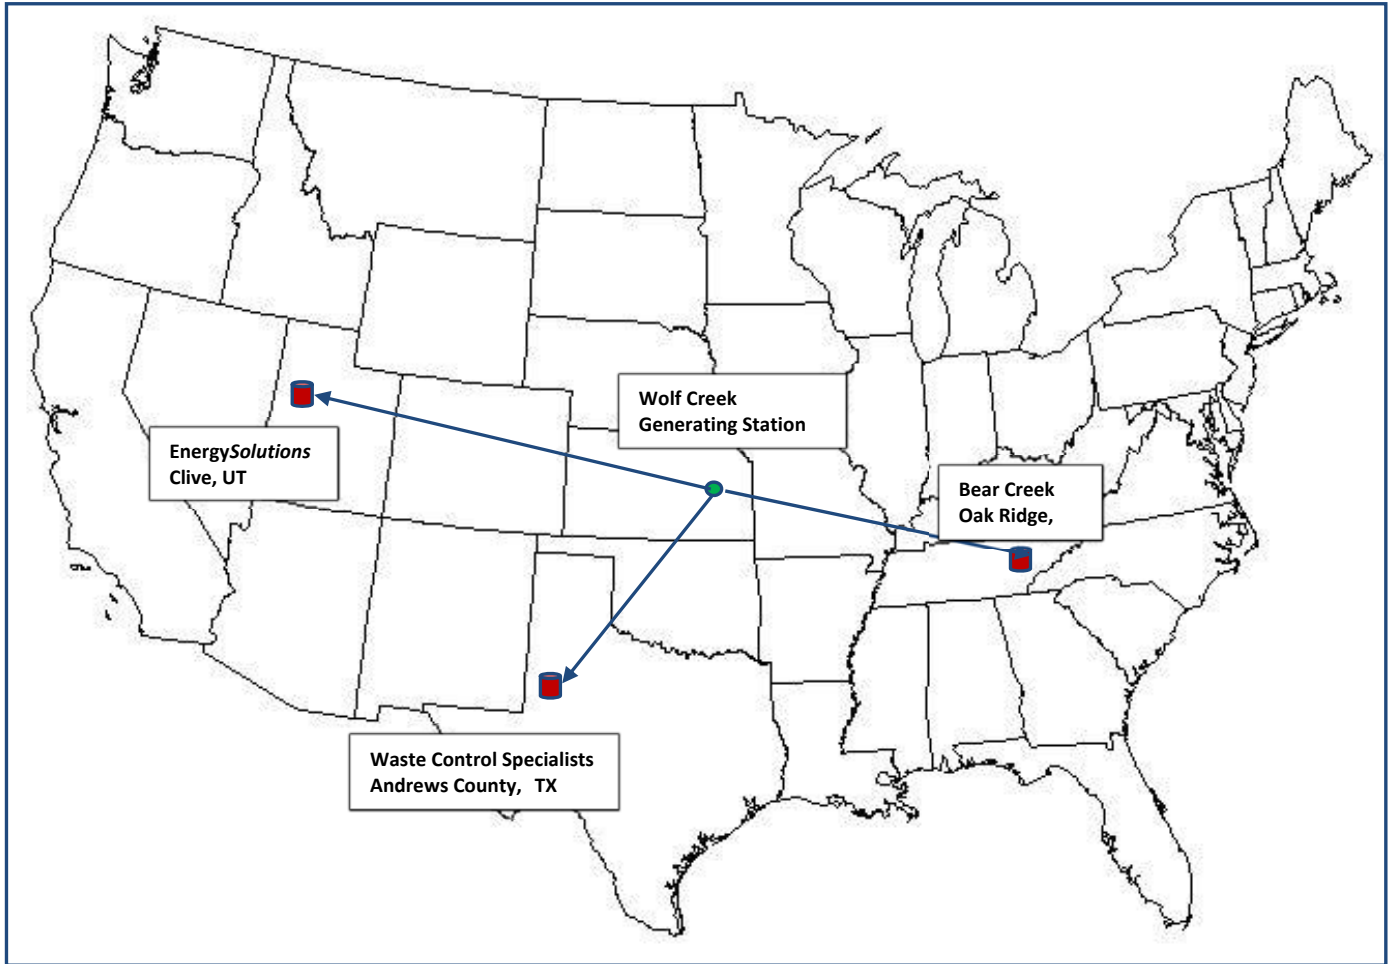 Wolf Creek
Generating Station
EnergySolutions
Clive, UT
Bear Creek
Oak Ridge,
Waste Control Specialists
Andrews County, TX